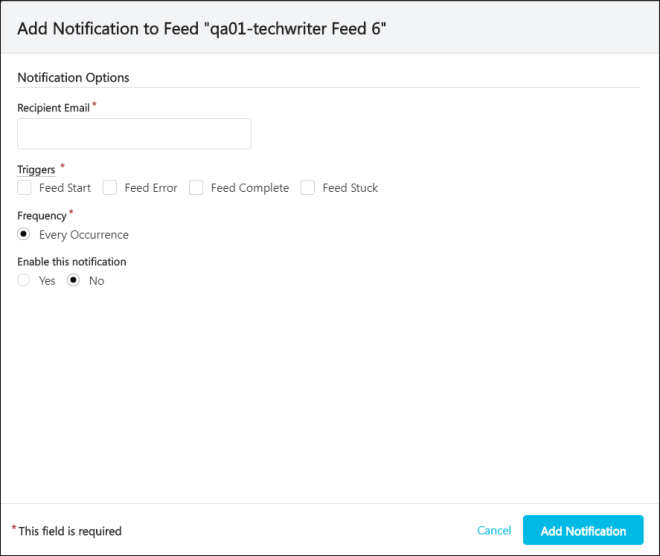 Add Notification to Feed "qa01-techwriter Feed 6"
Notification Options
Recipient Email *
Triggers *
Feed Start Feed Error Feed Complete Feed Stuck
Frequency *
Every Occurrence
Enable this notification
Yes No
* This field is required
Cancel Add Notification